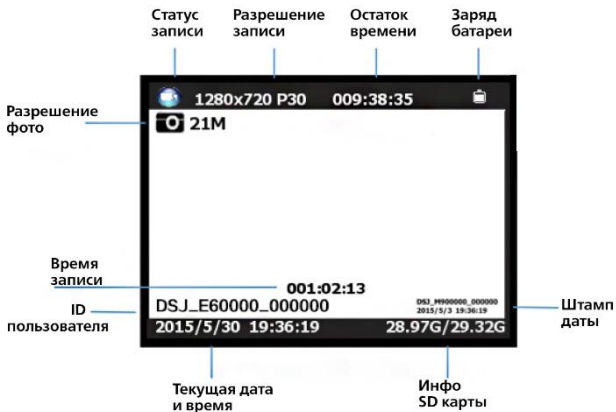 Статус
записи
Разрешение
записи
Остаток
времени
Заряд
батареи
1280x720 P30
009:38:35
Разрешение
фото
21M
Время
записи
001:02:13
ID
пользователя
DSJ_E60000_000000
DSJ_M900000_000000
2015/5/3 19:36:19
Штамп
даты
2015/5/30 19:36:19
28.97G/29.32G
Текущая дата
и время
Инфо
SD карты